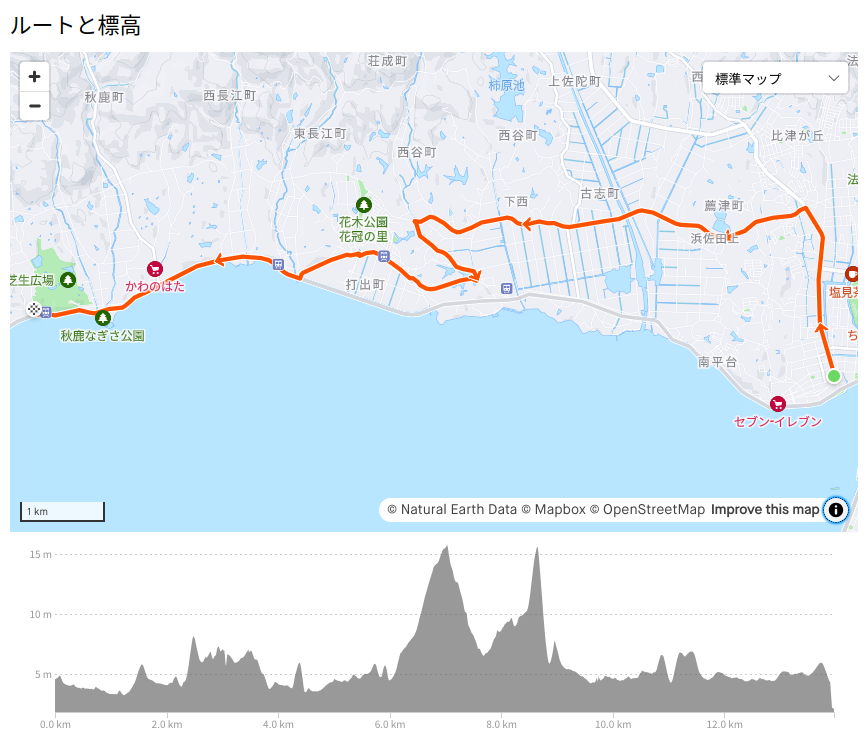 ルートと標高
荘成町
法
+
標準マップ
西
上佐陀町
柿原池
秋鹿町
西長江町
−
東長江町
西谷町
比津が丘
西谷町
法
古志町
下西
薦津町
花木公園
花冠の里
浜佐田町
芝生広場
かわのはた
打出町
塩見茶
秋鹿なぎさ公園
ち
南平台
セブン-イレブン
1 km
© Natural Earth Data © Mapbox © OpenStreetMap Improve this map
15 m
10 m
5 m
0.0 km 2.0 km 4.0 km 6.0 km 8.0 km 10.0 km 12.0 km